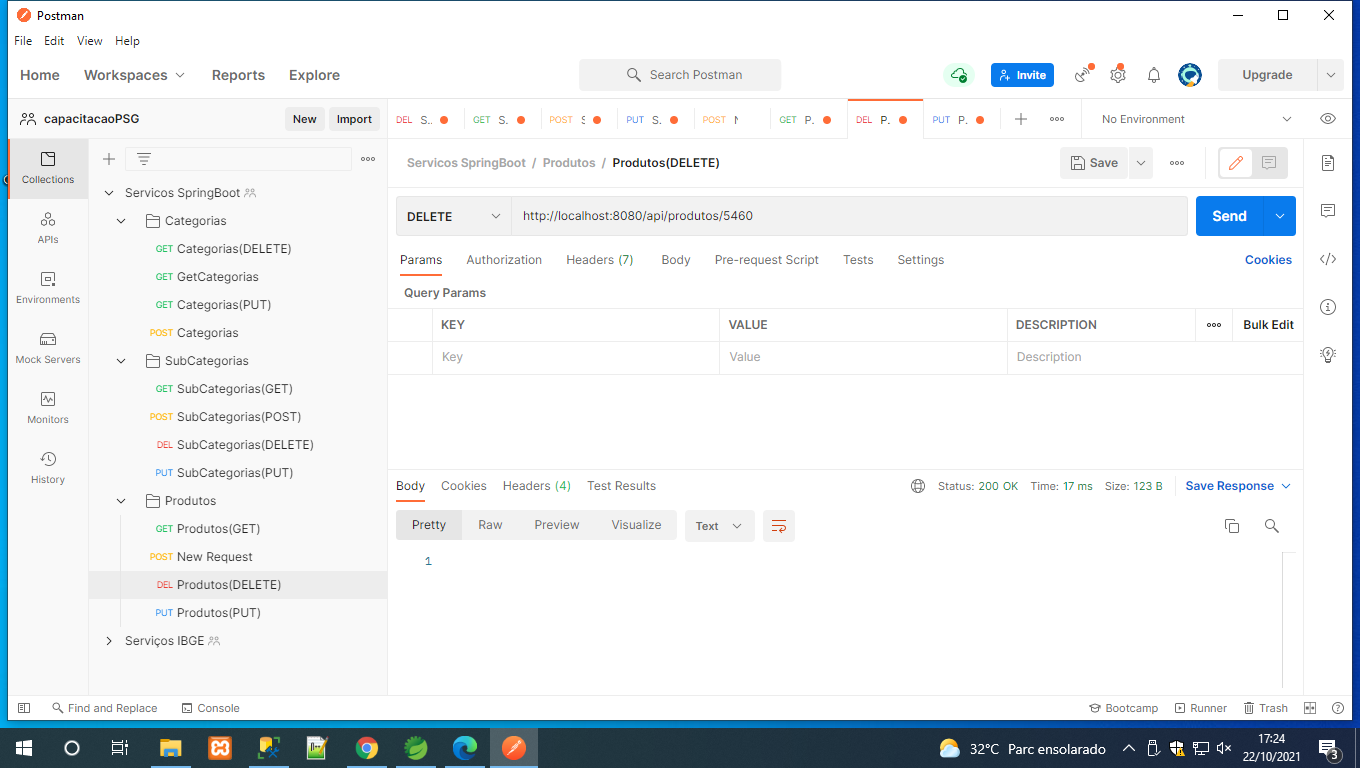 Postman
File Edit View Help
Home Workspaces Reports Explore
Search Postman
Invite
Upgrade
capacitacaoPSG
New
Import
DEL S..
GET S.
POST S
PUT S.
POST N
GET P.
DEL P.
PUT P.
No Environment
Collections
APIs
Environments
Mock Servers
Monitors
History
Servicos SpringBoot
Categorias
GET Categorias(DELETE)
GET GetCategorias
GET Categorias(PUT)
POST Categorias
SubCategorias
GET SubCategorias(GET)
POST SubCategorias(POST)
DEL SubCategorias(DELETE)
PUT SubCategorias(PUT)
Produtos
GET Produtos(GET)
POST New Request
DEL Produtos(DELETE)
PUT Produtos(PUT)
Serviços IBGE
Servicos SpringBoot / Produtos / Produtos(DELETE)
Save
DELETE
http://localhost:8080/api/produtos/5460
Send
Params Authorization Headers (7) Body Pre-request Script Tests Settings
Cookies
Query Params
KEY VALUE DESCRIPTION
Bulk Edit
Key Value Description
Body Cookies Headers (4) Test Results
Status: 200 OK Time: 17 ms Size: 123 B
Save Response
Pretty Raw Preview Visualize
Text
1
Find and Replace Console
Bootcamp Runner Trash
32°C Parc ensolarado
17:24
22/10/2021
3